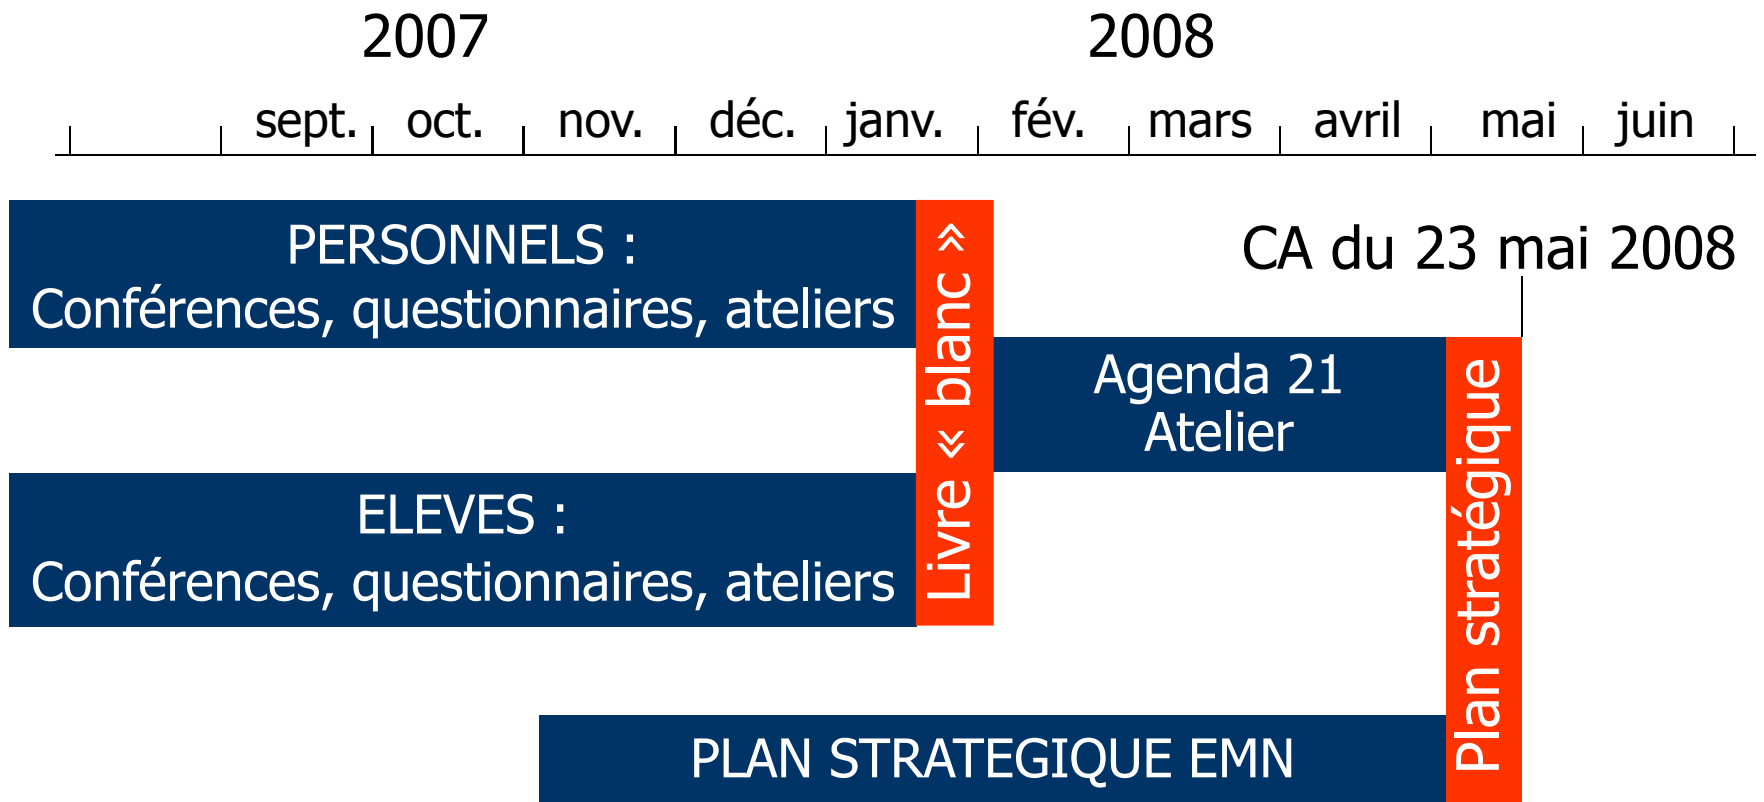 2007 2008
sept. oct. nov. déc. janv. fév. mars avril mai juin
PERSONNELS :
Conférences, questionnaires, ateliers
Livre « blanc »
CA du 23 mai 2008
Agenda 21
Atelier
Plan stratégique
ELEVES :
Conférences, questionnaires, ateliers
PLAN STRATEGIQUE EMN